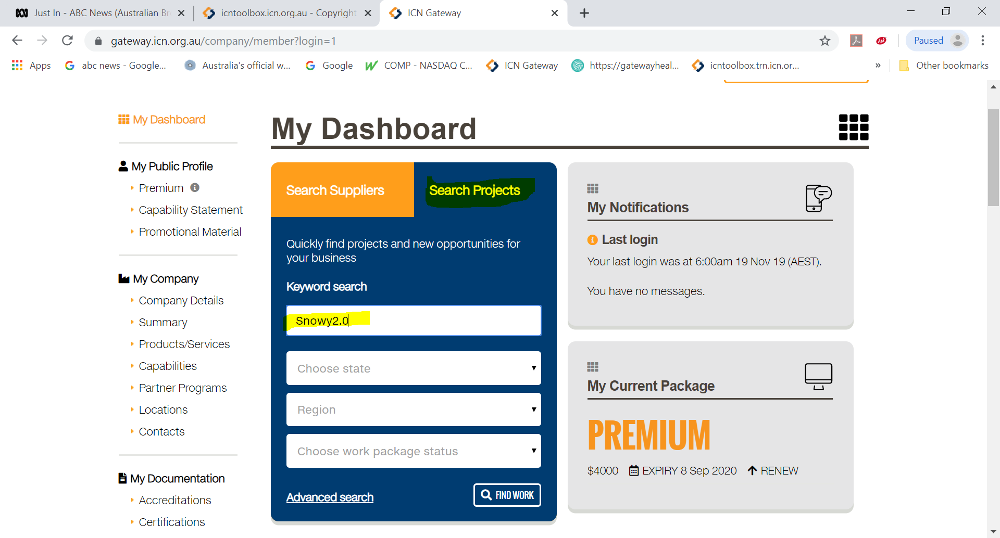 Just In - ABC News (Australian Br
icntoolbox.icn.org.au - Copyright
ICN Gateway
gateway.icn.org.au/company/member?login=1
Ask
Paused
Apps
abc news - Google...
Australia's official w...
Google
COMP - NASDAQ C...
ICN Gateway
https://gatewayheal...
icntoolbox.trn.icn.or...
»
Other bookmarks
My Dashboard
My Public Profile
Premium
Capability Statement
Promotional Material
My Company
Company Details
Summary
Products/Services
Capabilities
Partner Programs
Locations
Contacts
My Documentation
Accreditations
Certifications
My Dashboard
Search Suppliers
Search Projects
Quickly find projects and new opportunities for
your business
Keyword search
Snowy2.0
Choose state
Region
Choose work package status
Advanced search
FIND WORK
My Notifications
Last login
Your last login was at 6:00am 19 Nov 19 (AEST).
You have no messages.
My Current Package
PREMIUM
$4000 EXPIRY 8 Sep 2020 RENEW